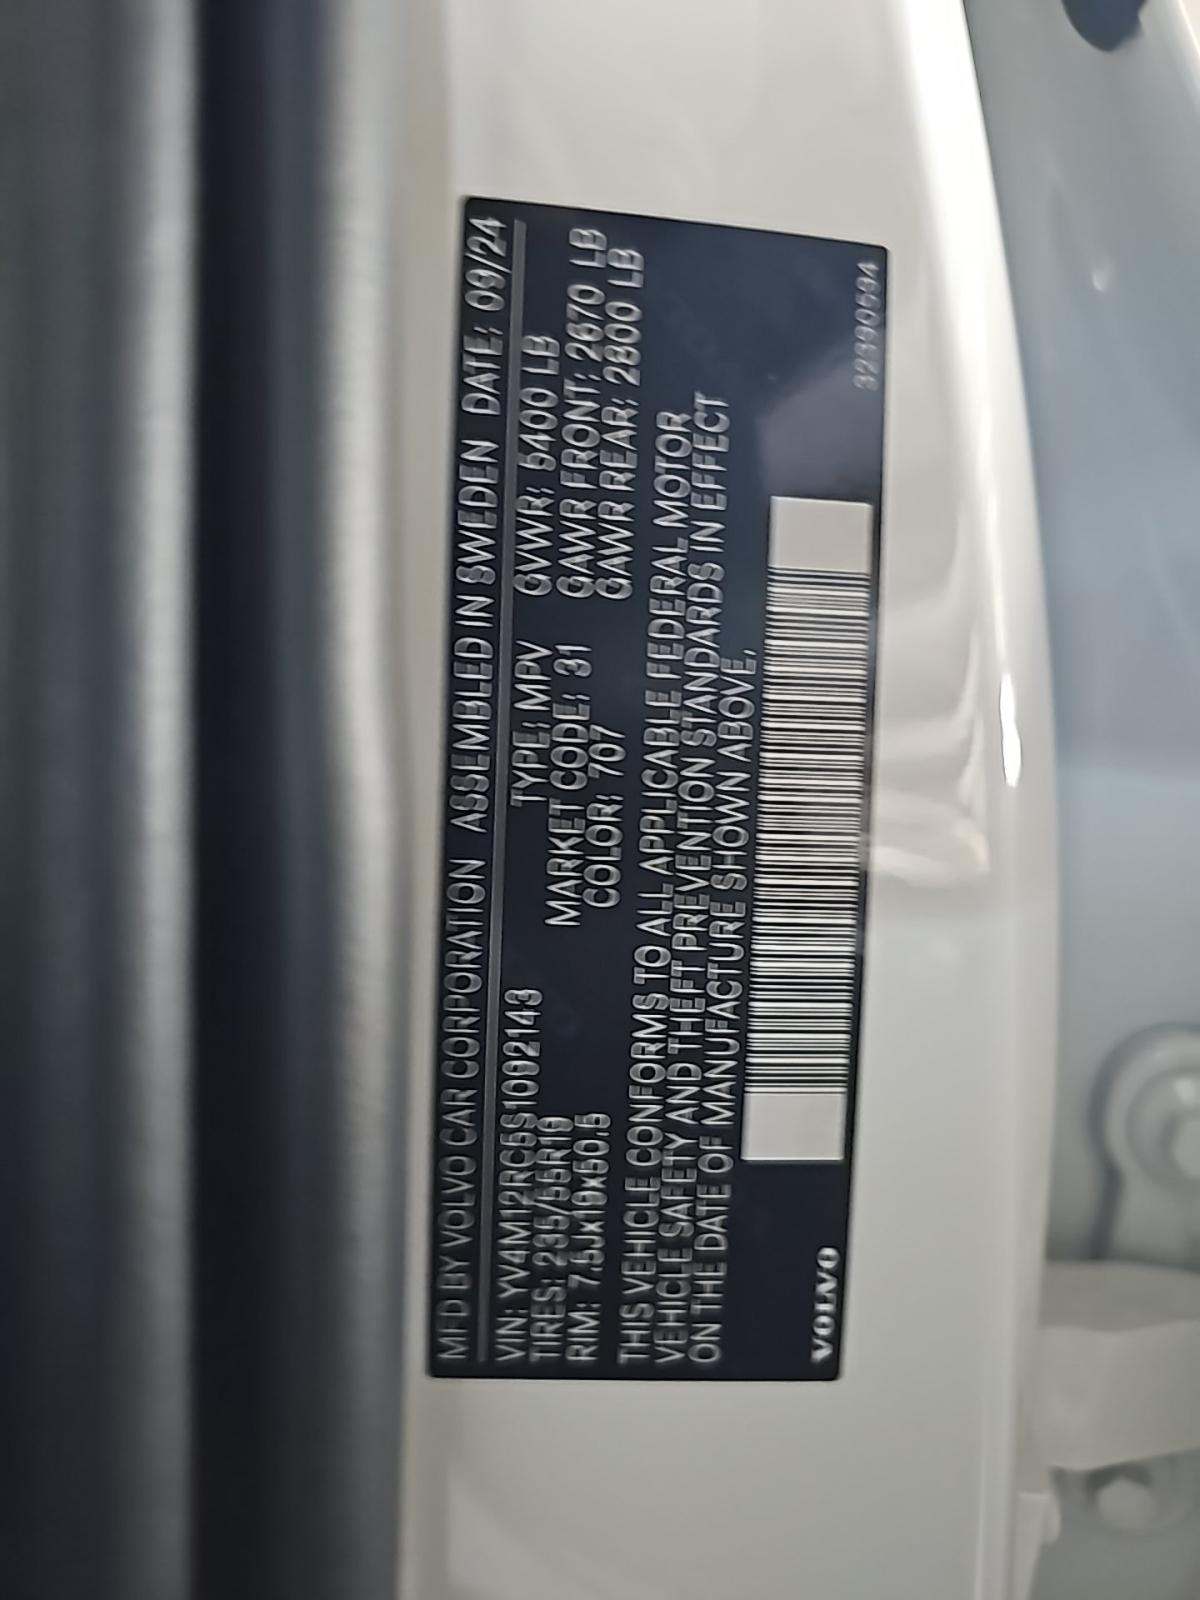 MFD BY VOLVO CAR CORPORATION ASSEMBLED IN SWEDEN DATE: 09/24
VIN: YV4M12RC5S1092143 TYPE: MPV GVWR: 5400 LB
TIRES: 235/55R19 MARKET CODE: 31 GAWR FRONT: 2670 LB
RIM: 7.5Jx19x50.5 COLOR: 707 GAWR REAR: 2800 LB
THIS VEHICLE CONFORMS TO ALL APPLICABLE FEDERAL MOTOR
VEHICLE SAFETY AND THEFT PREVENTION STANDARDS IN EFFECT
ON THE DATE OF MANUFACTURE SHOWN ABOVE.
VOLVO